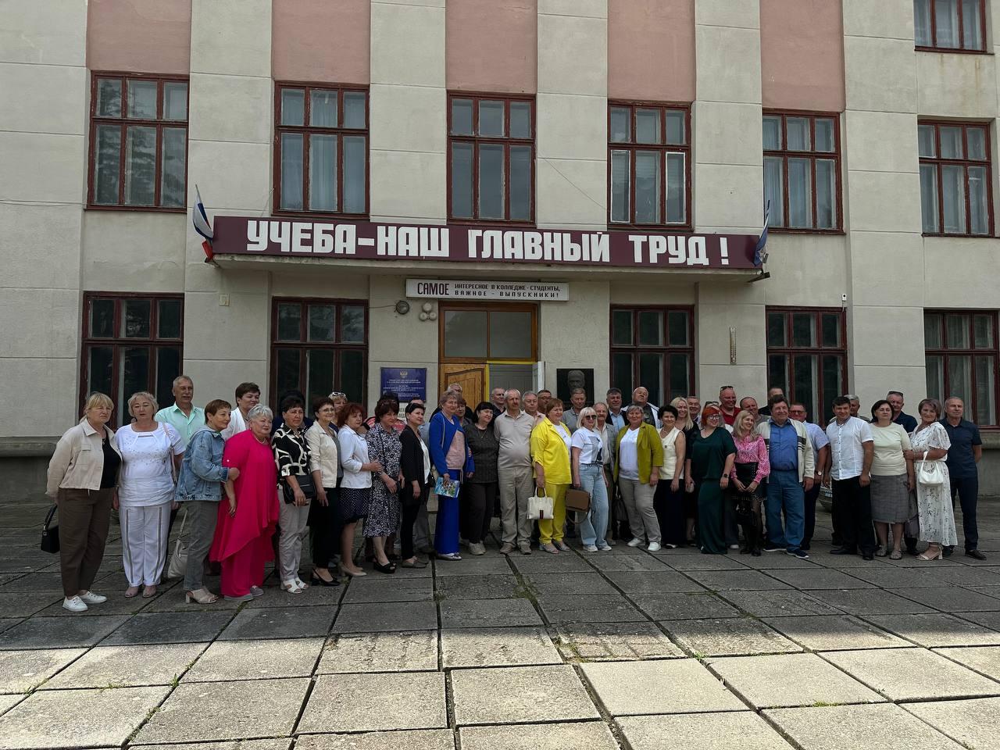 УЧЕБА-НАШ ГЛАВНЫЙ ТРУД !
САМОЕ ИНТЕРЕСНОЕ В КОЛЛЕДЖЕ-СТУДЕНТЫ,
ВАЖНОЕ - ВЫПУСКНИКИ!